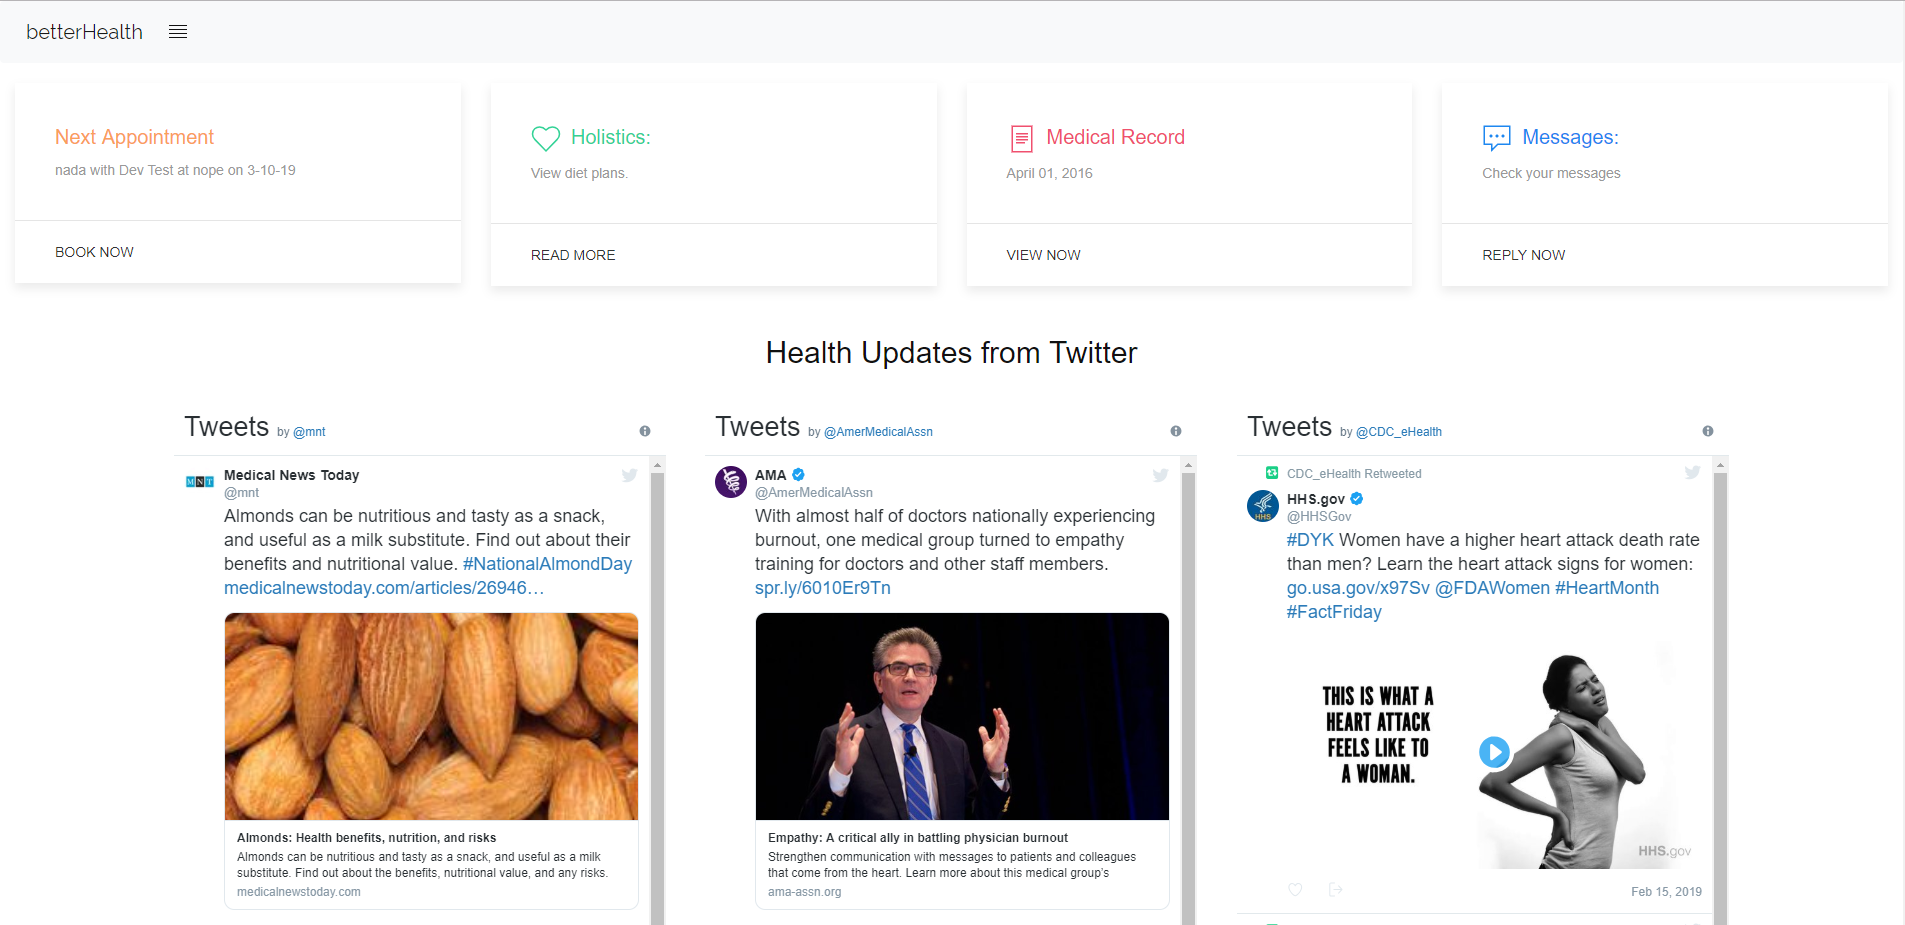 betterHealth
Next Appointment
nada with Dev Test at nope on 3-10-19
BOOK NOW
Holistics:
View diet plans.
READ MORE
Medical Record
April 01, 2016
VIEW NOW
Messages:
Check your messages
REPLY NOW
Health Updates from Twitter
Tweets by @mnt
MNT
Medical News Today
@mnt
Almonds can be nutritious and tasty as a snack,
and useful as a milk substitute. Find out about their
benefits and nutritional value. #NationalAlmondDay
medicalnewstoday.com/articles/26946…
Almonds: Health benefits, nutrition, and risks
Almonds can be nutritious and tasty as a snack, and useful as a milk
substitute. Find out about the benefits, nutritional value, and any risks.
medicalnewstoday.com
Tweets by @AmerMedicalAssn
AMA
@AmerMedicalAssn
With almost half of doctors nationally experiencing
burnout, one medical group turned to empathy
training for doctors and other staff members.
spr.ly/6010Er9Tn
Empathy: A critical ally in battling physician burnout
Strengthen communication with messages to patients and colleagues
that come from the heart. Learn more about this medical group's
ama-assn.org
Tweets by @CDC_eHealth
CDC_eHealth Retweeted
HHS
HHS.gov
@HHSGov
#DYK Women have a higher heart attack death rate
than men? Learn the heart attack signs for women:
go.usa.gov/x97Sv @FDAWomen #HeartMonth
#FactFriday
THIS IS WHAT A
HEART ATTACK
FEELS LIKE TO
A WOMAN.
HHS.gov
Feb 15, 2019